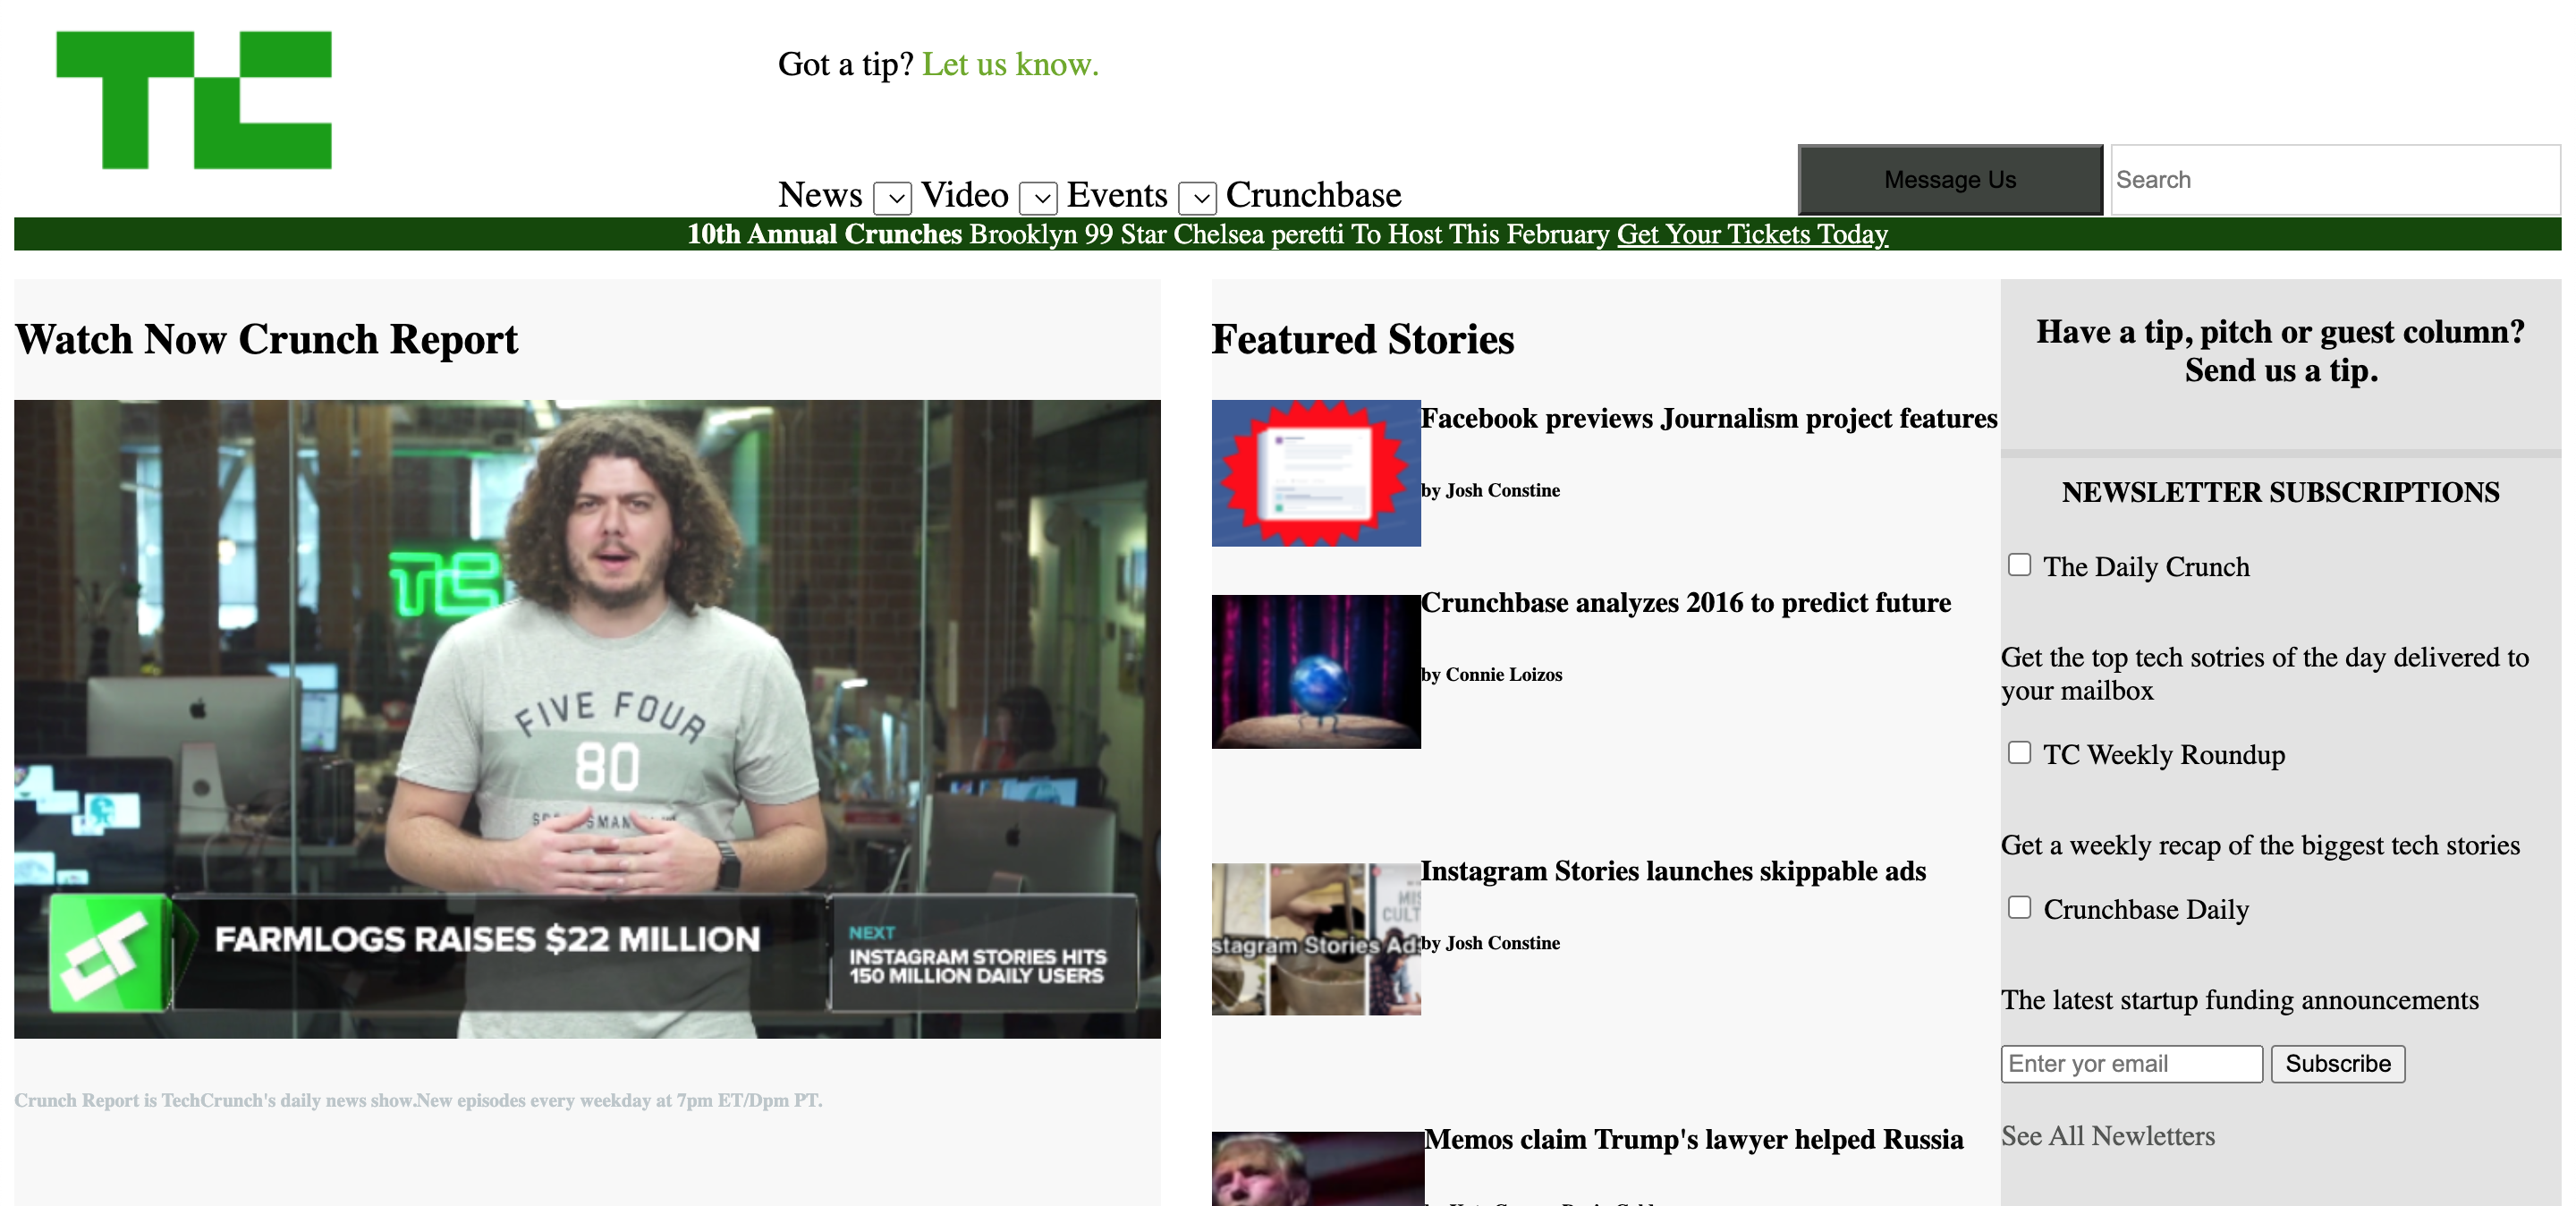 TC
Got a tip? Let us know.
News Video Events Crunchbase
Message Us
Search
10th Annual Crunches Brooklyn 99 Star Chelsea peretti To Host This February Get Your Tickets Today
Watch Now Crunch Report
TC
FIVE FOUR
80
FARMLOGS RAISES $22 MILLION
NEXT
INSTAGRAM STORIES HITS
150 MILLION DAILY USERS
Crunch Report is TechCrunch's daily news show.New episodes every weekday at 7pm ET/Dpm PT.
Featured Stories
Facebook previews Journalism project features
by Josh Constine
Crunchbase analyzes 2016 to predict future
by Connie Loizos
Instagram Stories launches skippable ads
by Josh Constine
stagram Stories Ads
Memos claim Trump's lawyer helped Russia
Have a tip, pitch or guest column?
Send us a tip.
NEWSLETTER SUBSCRIPTIONS
The Daily Crunch
Get the top tech sotries of the day delivered to
your mailbox
TC Weekly Roundup
Get a weekly recap of the biggest tech stories
Crunchbase Daily
The latest startup funding announcements
Enter yor email
Subscribe
See All Newletters